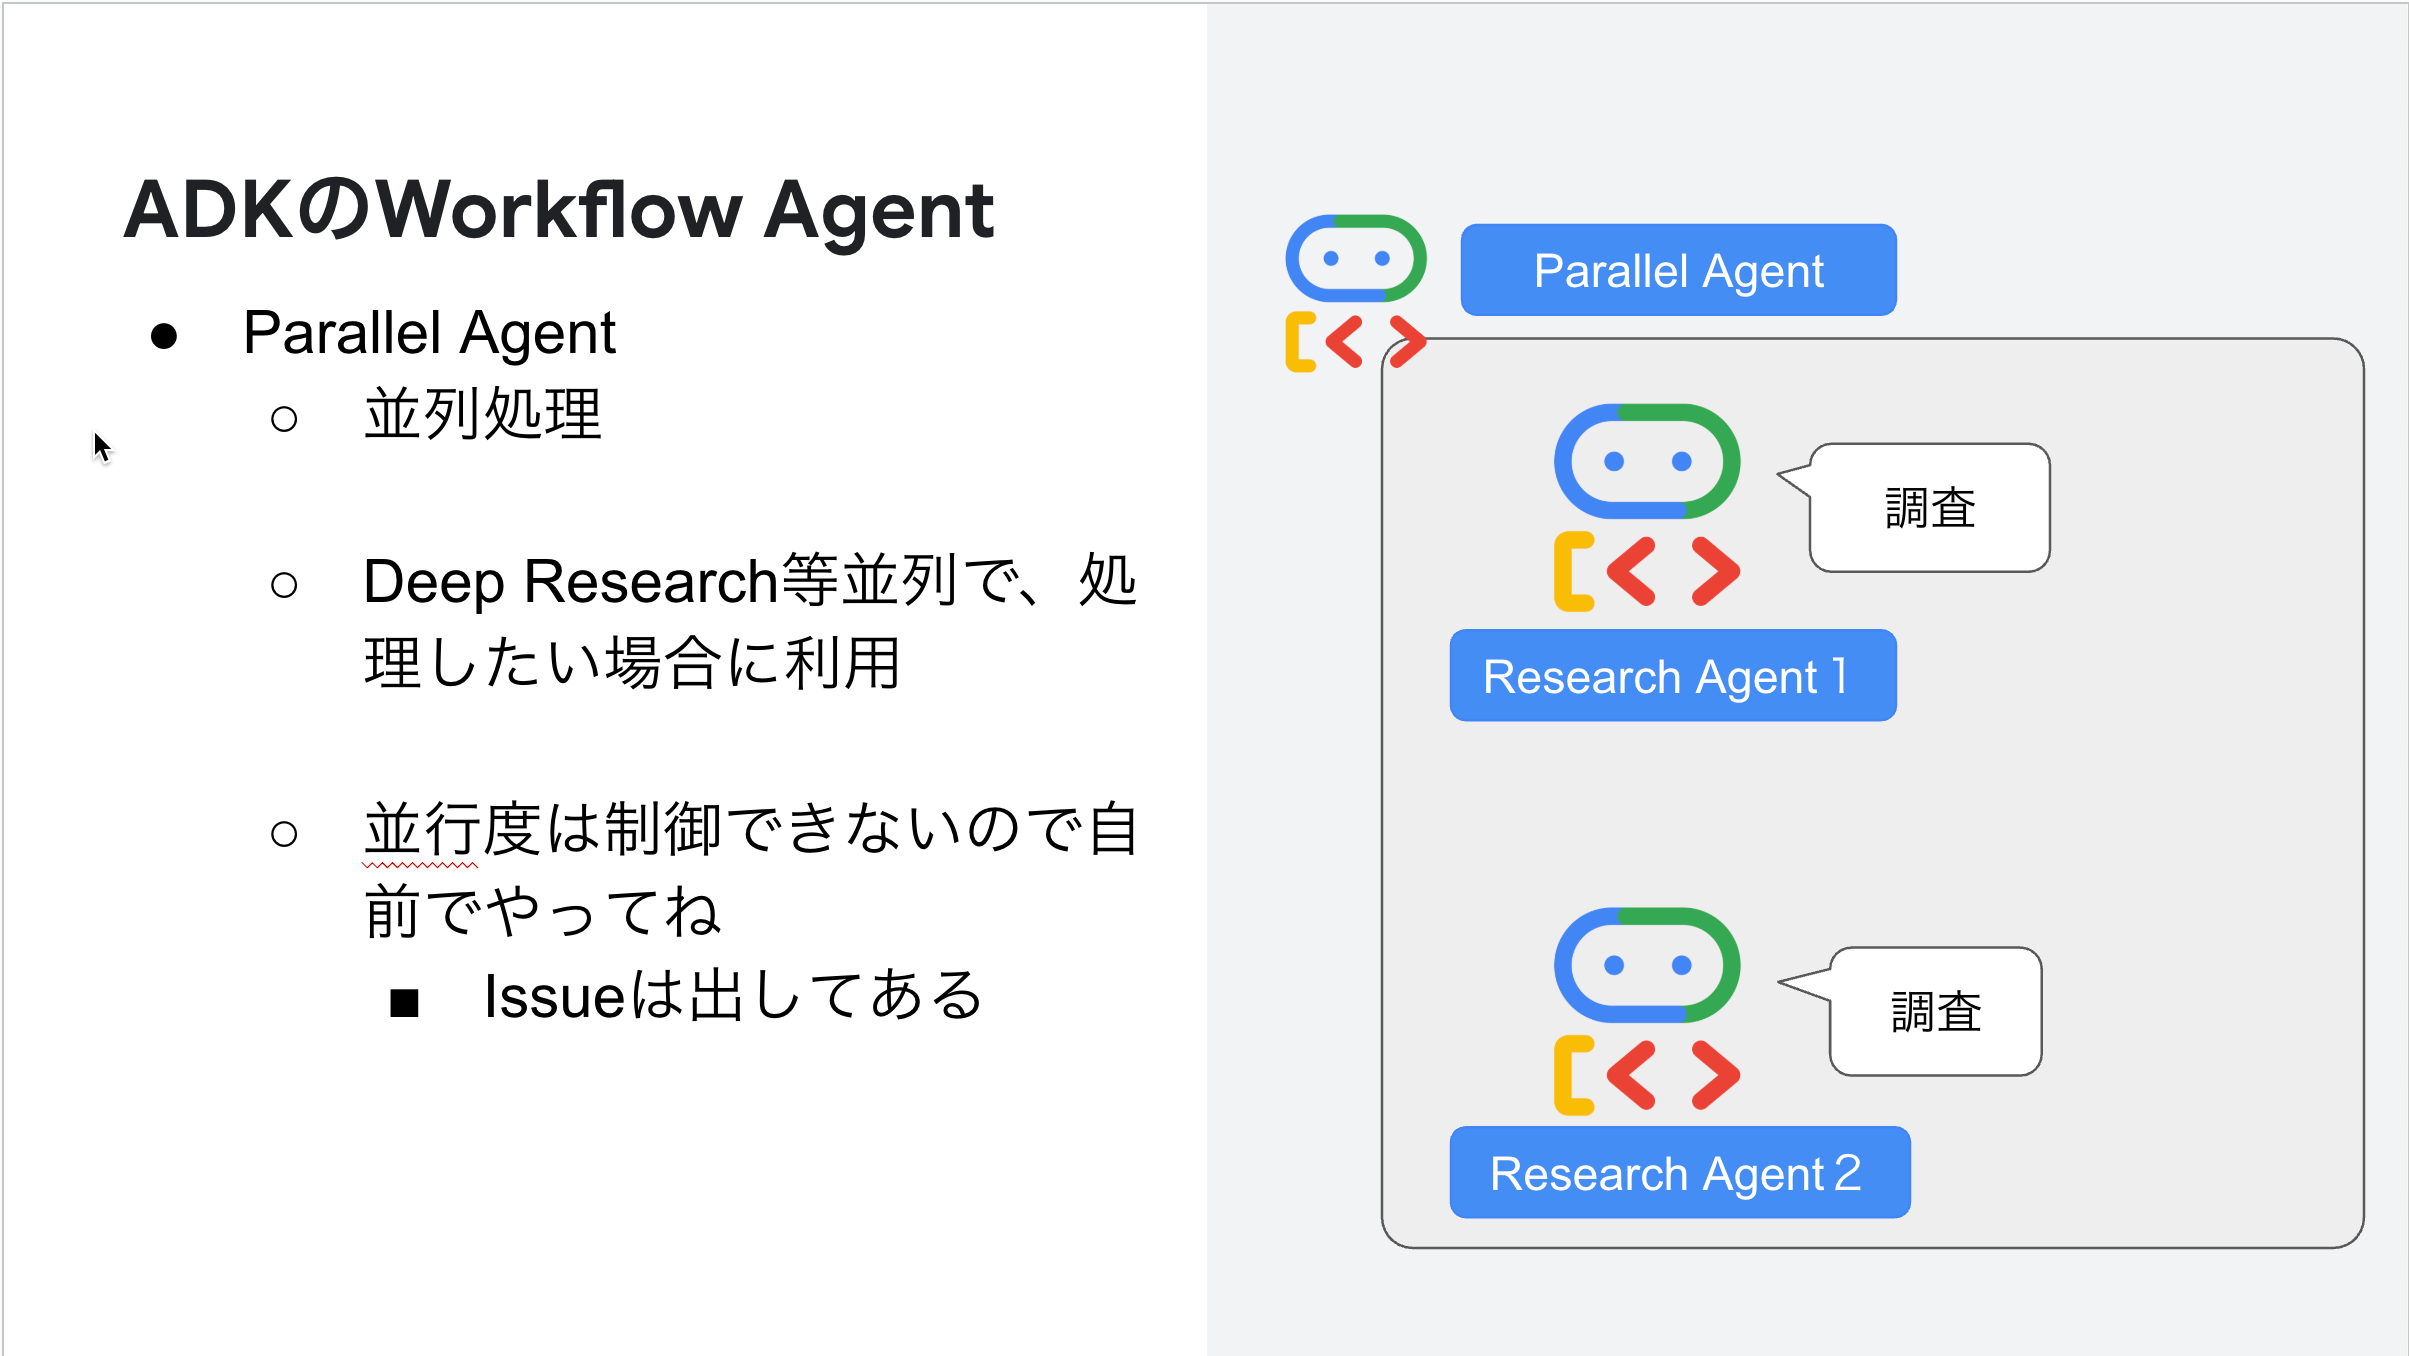 ADKのWorkflow Agent
● Parallel Agent
○ 並列処理
○ Deep Research等並列で、処
理したい場合に利用
○ 並行度は制御できないので自
前でやってね
■ Issueは出してある
Parallel Agent
調査
Research Agent１
調査
Research Agent２